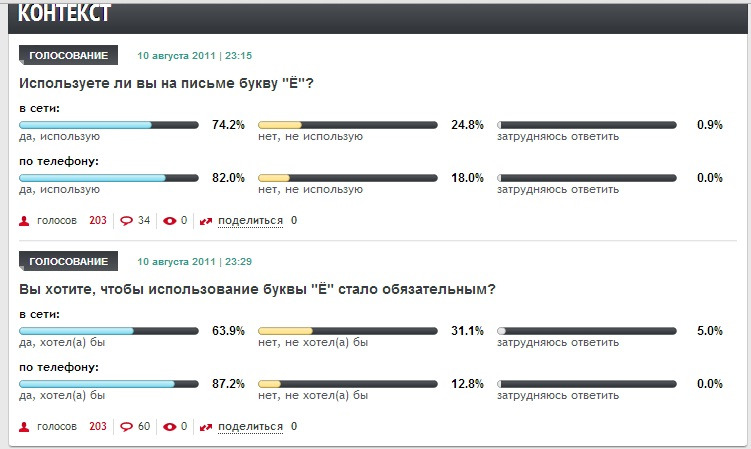 КОНТЕКСТ
ГОЛОСОВАНИЕ 10 августа 2011 | 23:15
Используете ли вы на письме букву "Ё"?
в сети:
74.2% 24.8% 0.9%
да, использую нет, не использую затрудняюсь ответить
по телефону:
82.0% 18.0% 0.0%
да, использую нет, не использую затрудняюсь ответить
голосов 203 34 0 поделиться 0
ГОЛОСОВАНИЕ 10 августа 2011 | 23:29
Вы хотите, чтобы использование буквы "Ё" стало обязательным?
в сети:
63.9% 31.1% 5.0%
да, хотел(а) бы нет, не хотел(а) бы затрудняюсь ответить
по телефону:
87.2% 12.8% 0.0%
да, хотел(а) бы нет, не хотел(а) бы затрудняюсь ответить
голосов 203 60 0 поделиться 0